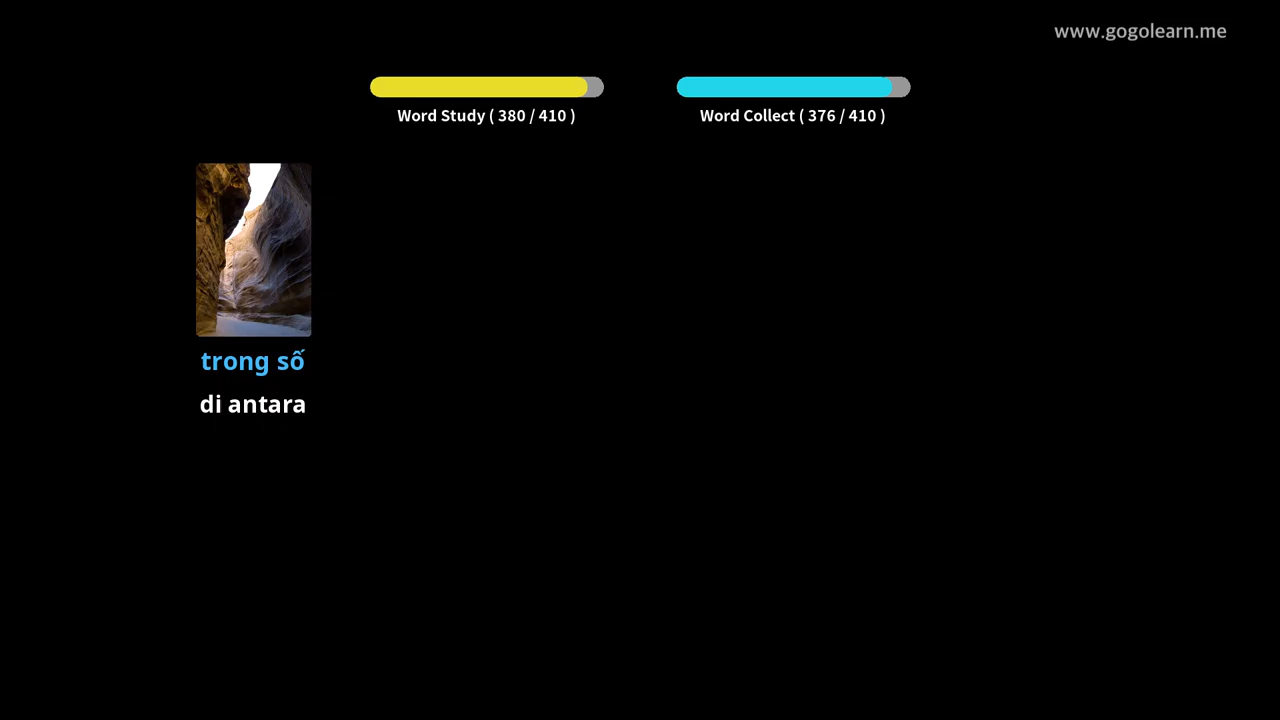 www.gogolearn.me
Word Study ( 380 / 410 )
Word Collect ( 376 / 410 )
trong số
di antara